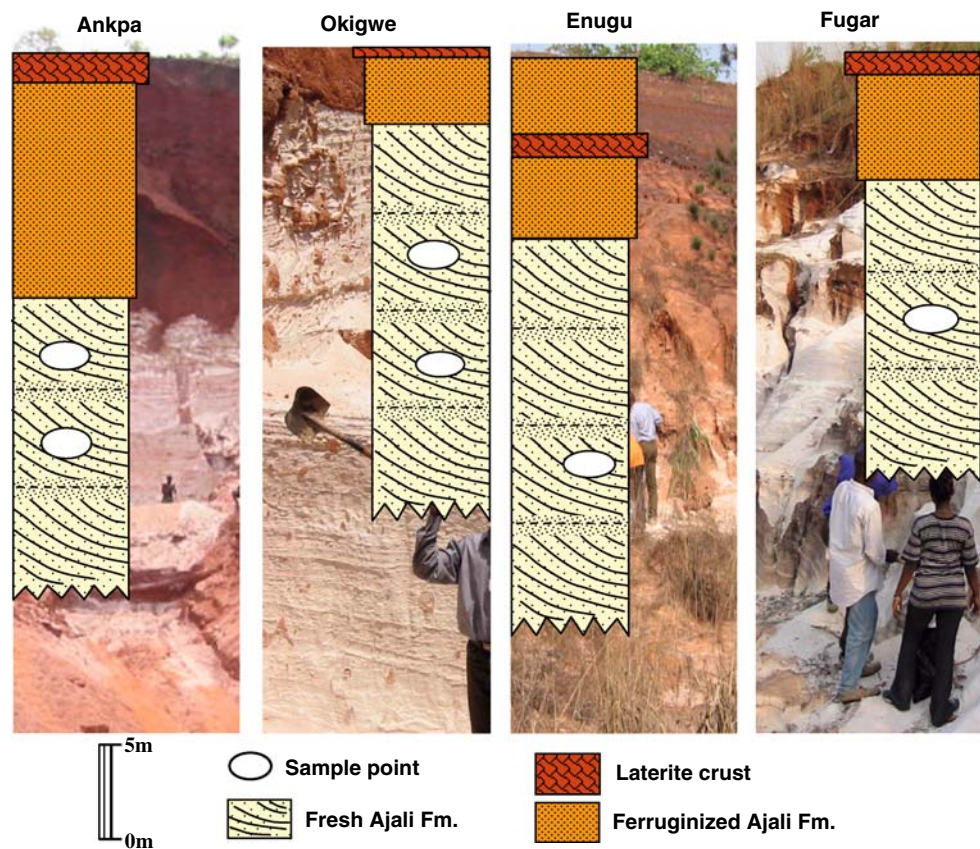 Ankpa
Okigwe
Enugu
Fugar
5m
0m
Sample point
Fresh Ajali Fm.
Laterite crust
Ferruginized Ajali Fm.